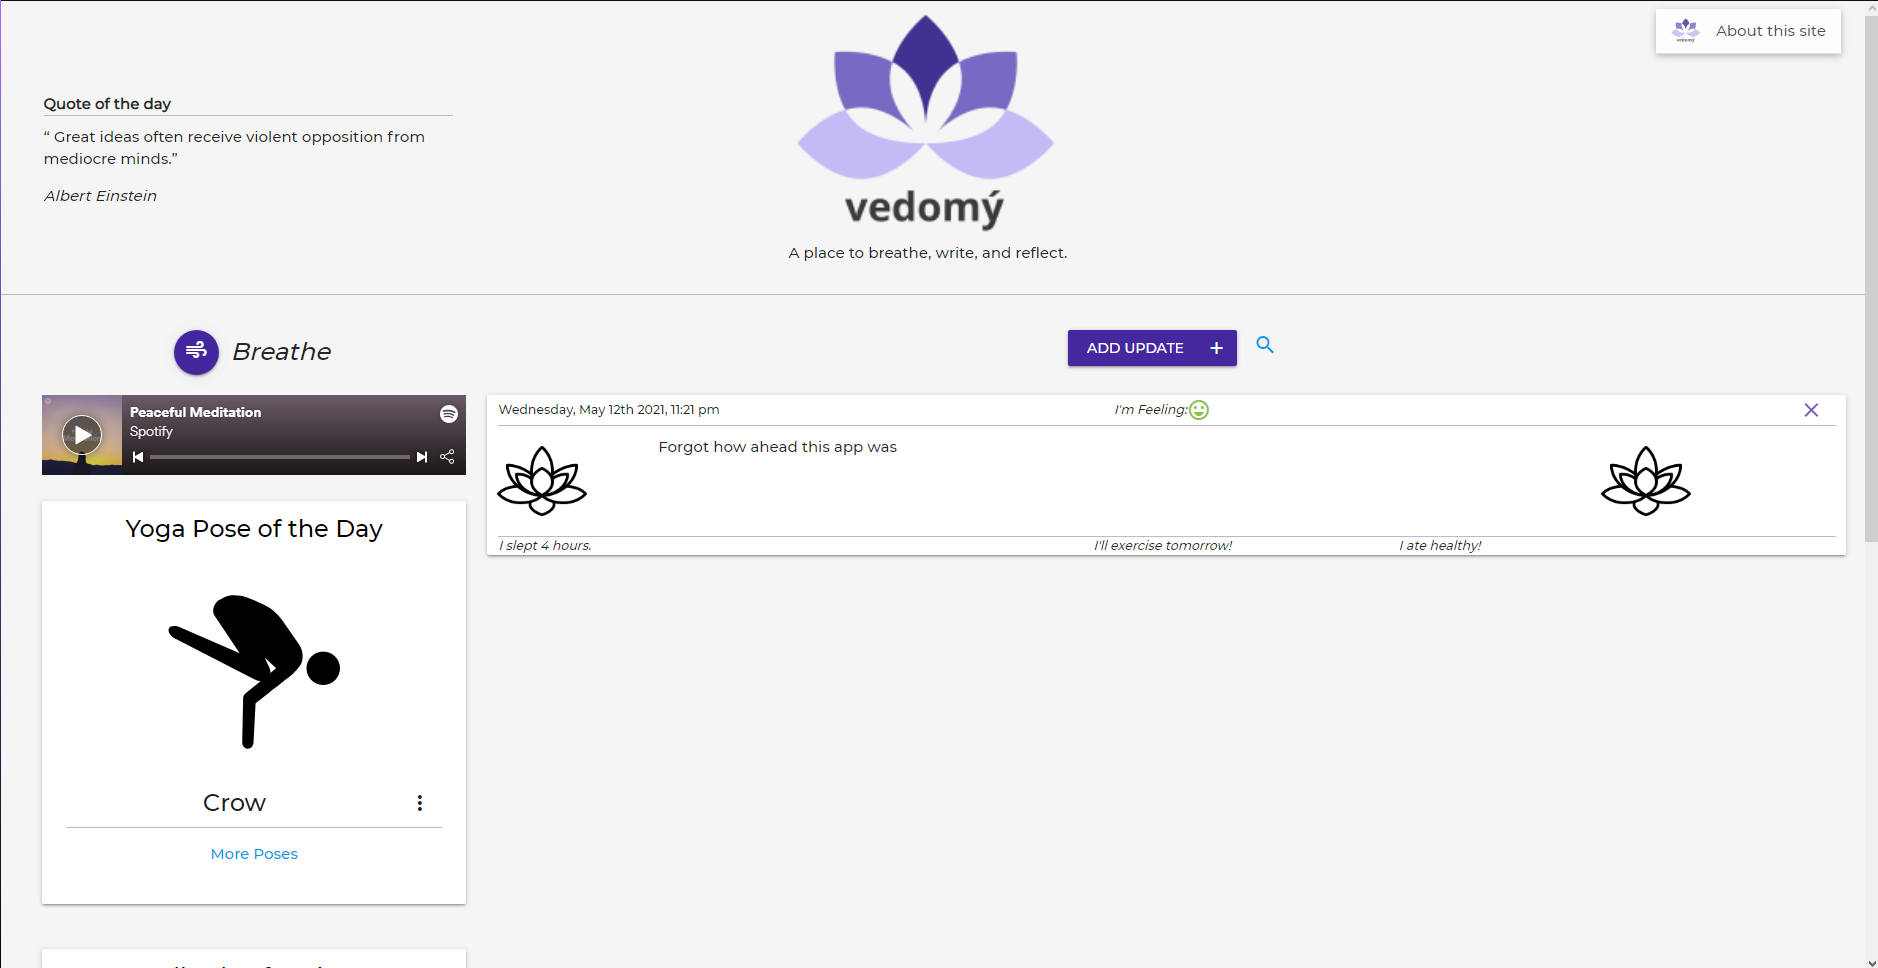 About this site
Quote of the day
“ Great ideas often receive violent opposition from
mediocre minds.”
Albert Einstein
vedomý
A place to breathe, write, and reflect.
Breathe
ADD UPDATE +
Peaceful Meditation
Spotify
Wednesday, May 12th 2021, 11:21 pm
I'm Feeling:
Forgot how ahead this app was
I slept 4 hours.
I'll exercise tomorrow!
I ate healthy!
Yoga Pose of the Day
Crow
More Poses